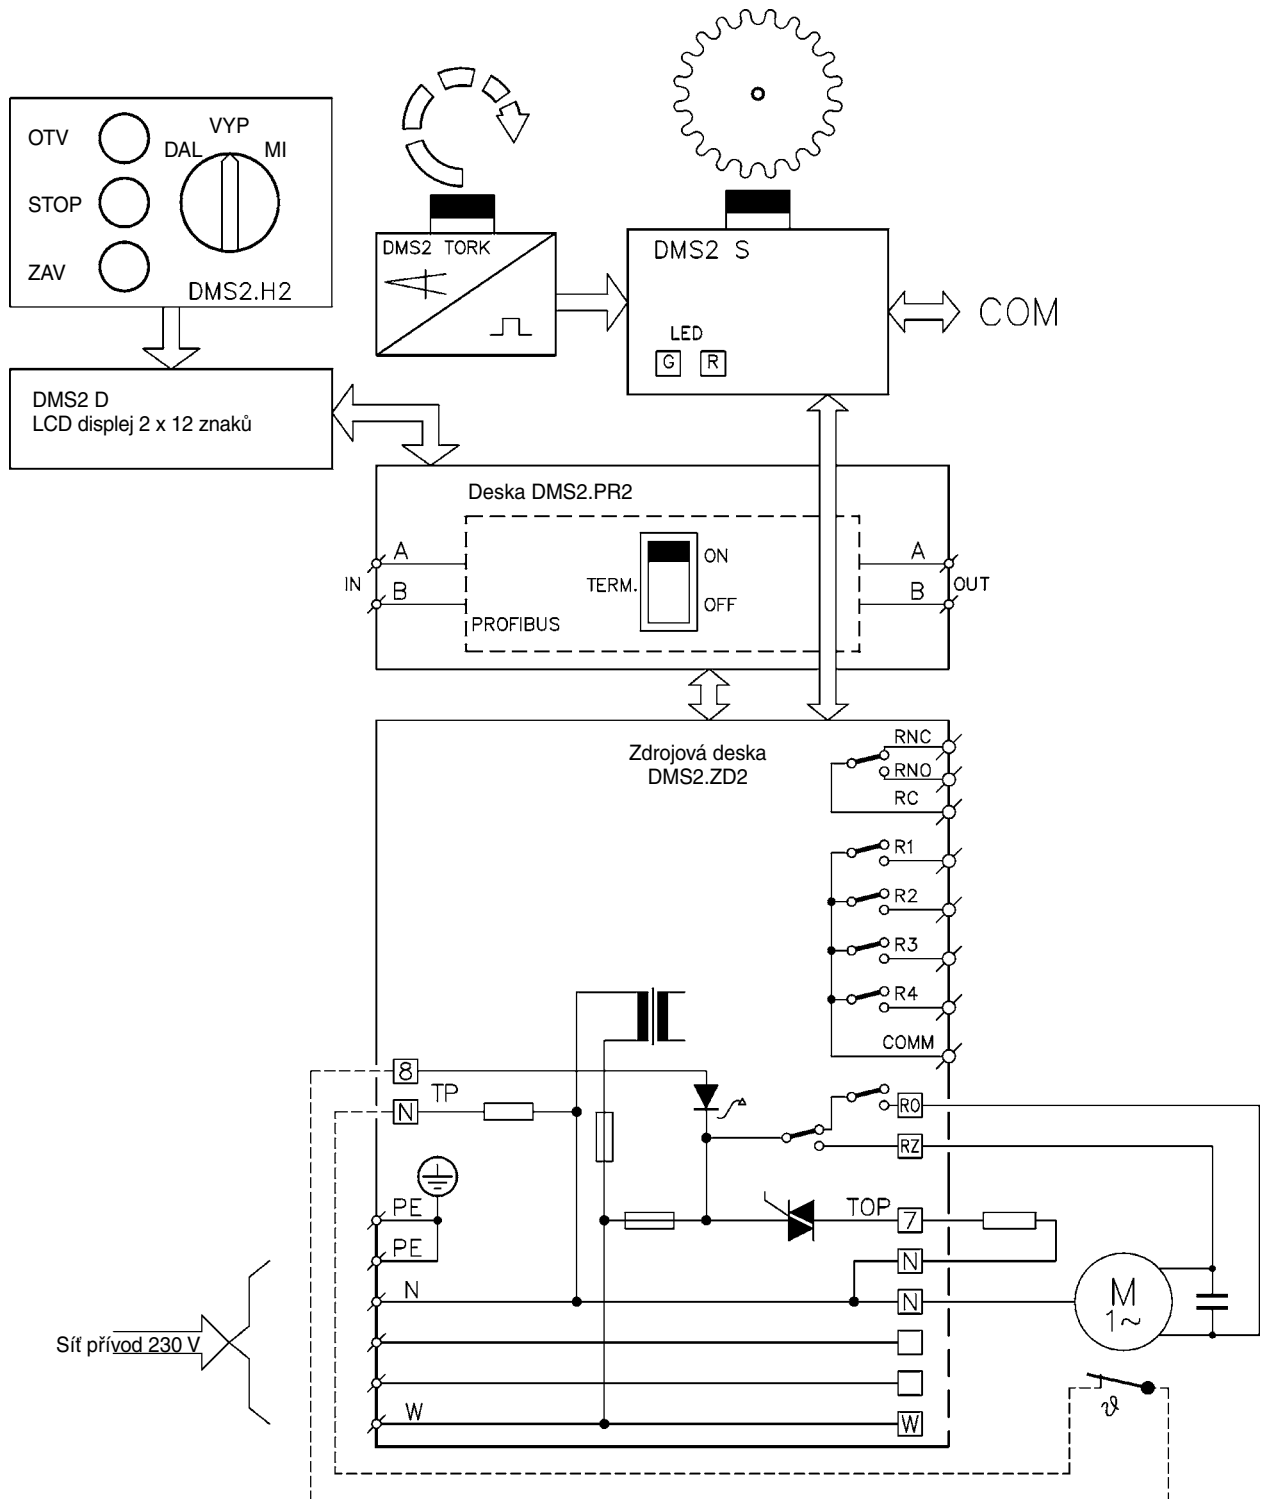 OTV
VYP
DAL
MI
STOP
ZAV
DMS2.H2
DMS2 TORK
DMS2 S
LED
G
R
COM
DMS2 D
LCD displej 2 x 12 znaků
Deska DMS2.PR2
A
ON
A
IN
TERM.
OUT
B
OFF
B
PROFIBUS
Zdrojová deska
DMS2.ZD2
RNC
RNO
RC
R1
R2
R3
R4
COMM
8
TP
N
RO
RZ
PE
TOP
7
PE
N
N
N
M
1~
Síť přívod 230 V
ϑ
W
W